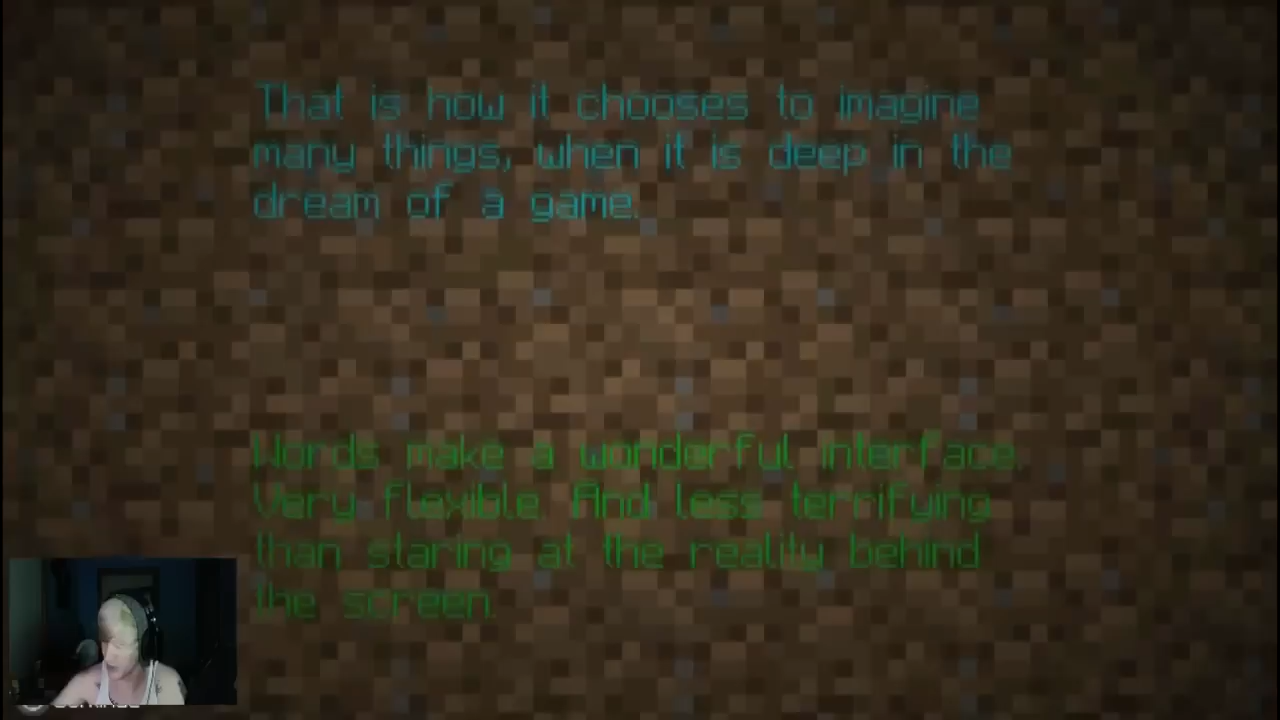 That is how it chooses to imagine
many things, when it is deep in the
dream of a game.
Words make a wonderful interface.
Very flexible. And less terrifying
than staring at the reality behind
the screen.